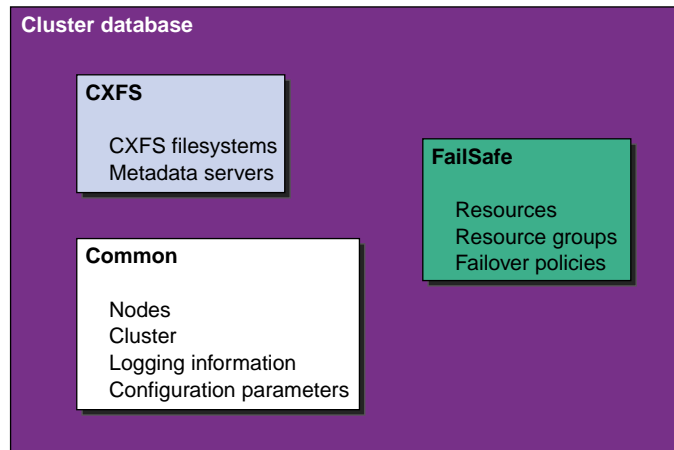 Cluster database
CXFS
CXFS filesystems
Metadata servers
FailSafe
Resources
Resource groups
Failover policies
Common
Nodes
Cluster
Logging information
Configuration parameters